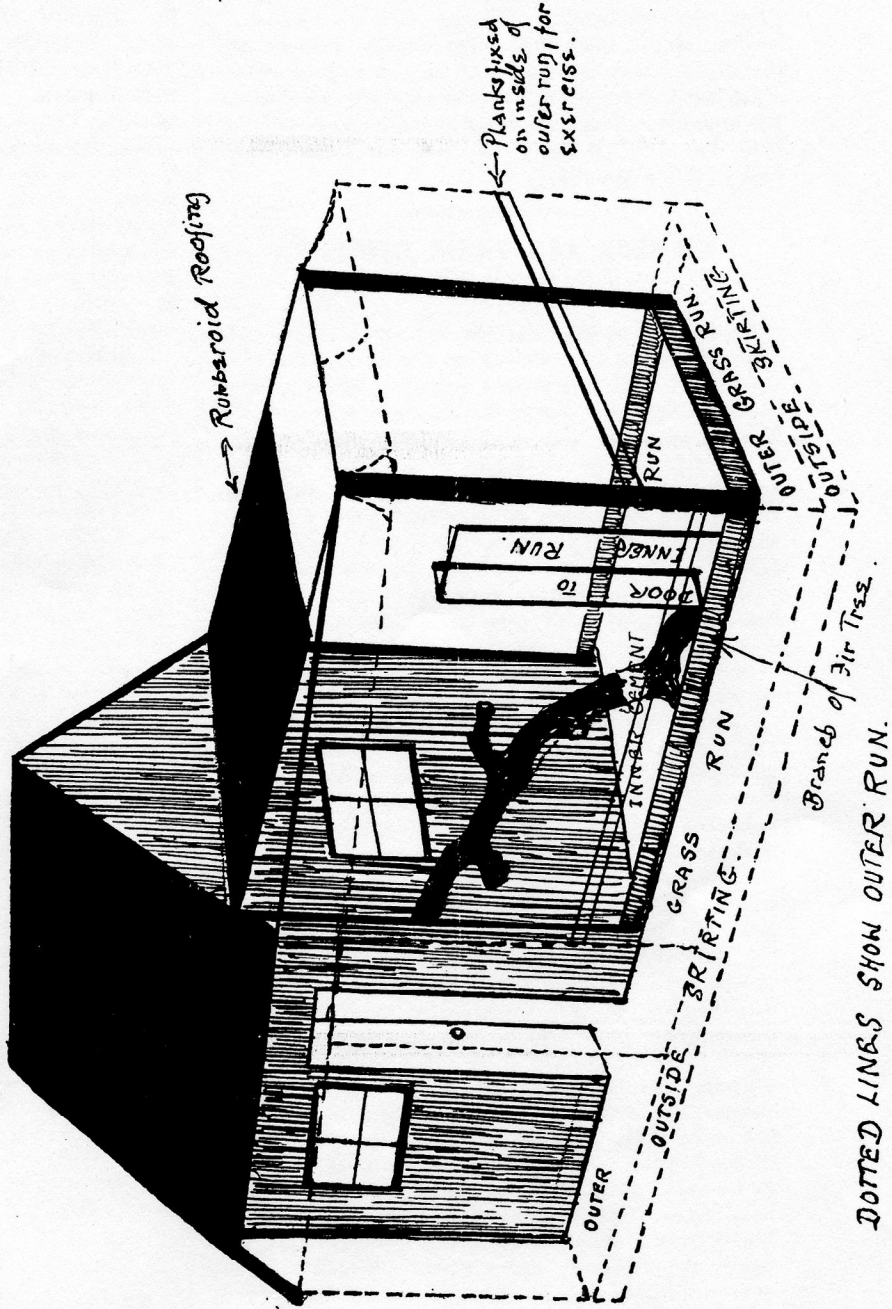 ← Planks fixed
on inside of
outer run, for
exercise.
↔ Rubberoid Roofing
OUTER GRASS RUN.
OUTSIDE SKIRTING
RUN
INNER RUN.
DOOR TO
INNER CEMENT
GRASS RUN
OUTSIDE SRIRTING.
OUTER
Branch of Fir Tree.
DOTTED LINES SHOW OUTER RUN.